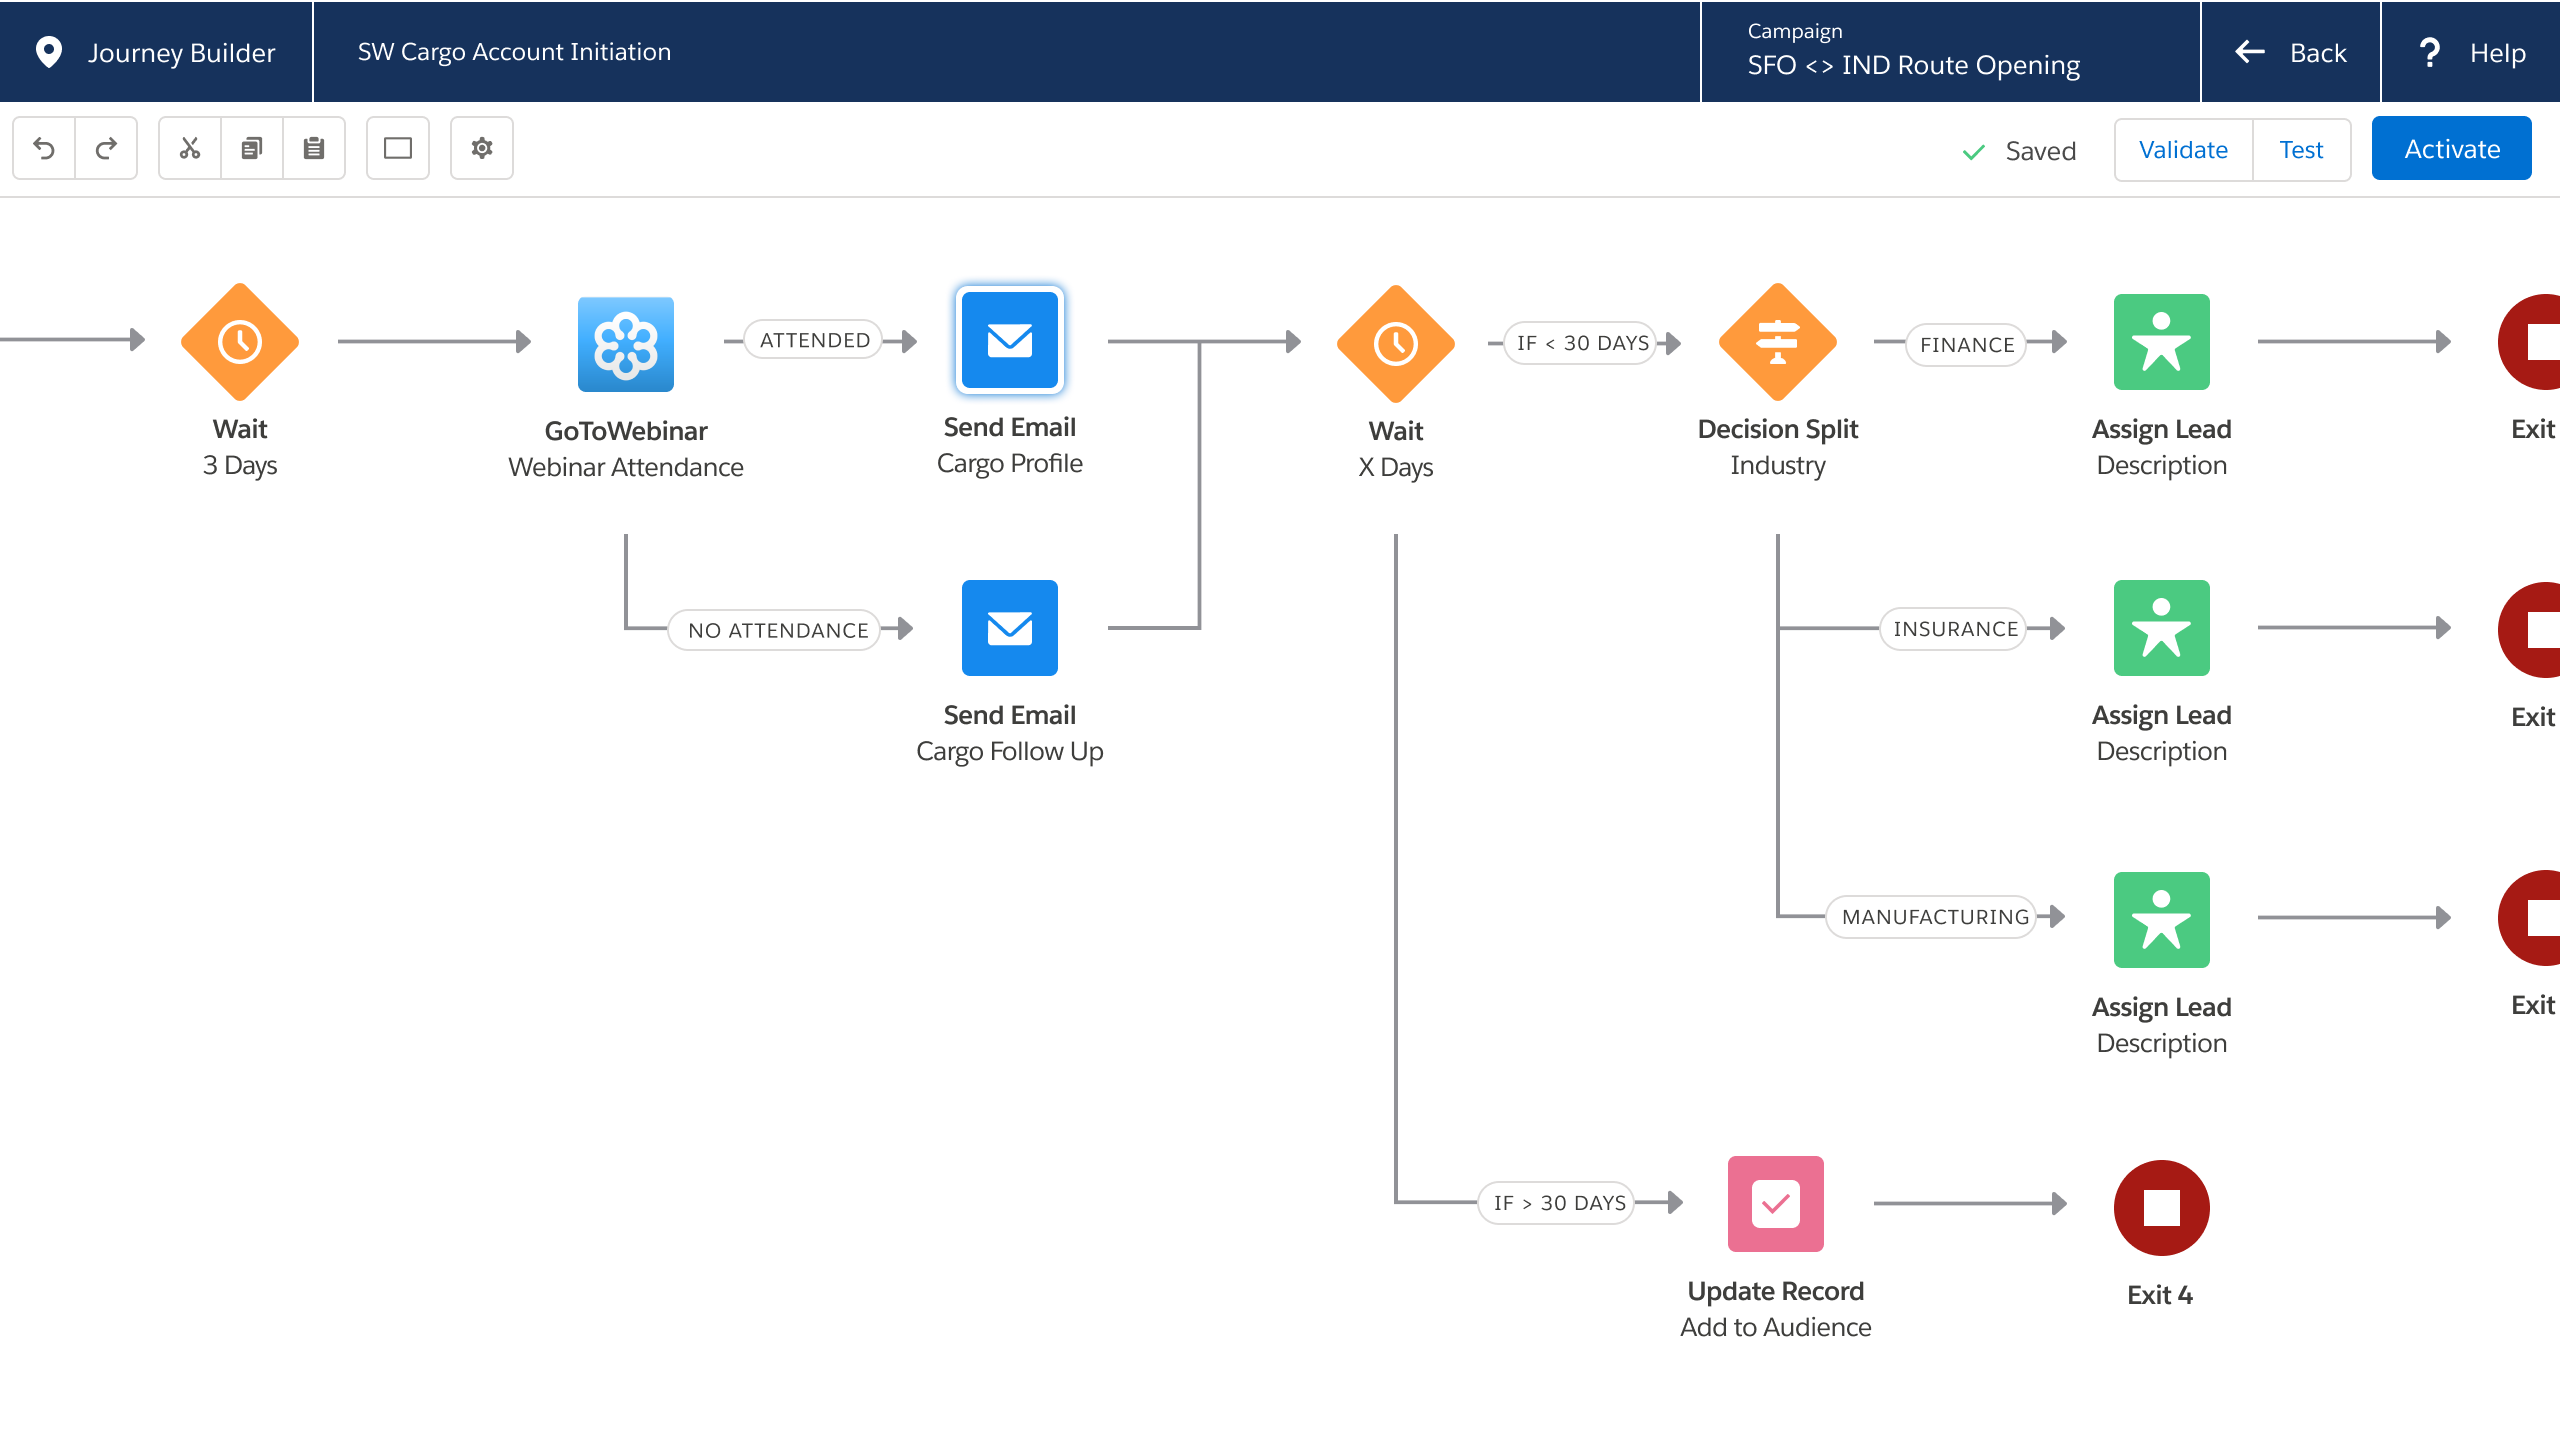 Journey Builder
SW Cargo Account Initiation
Campaign
SFO <> IND Route Opening
Back
Help
Saved
Validate
Test
Activate
Wait
3 Days
GoToWebinar
Webinar Attendance
ATTENDED
Send Email
Cargo Profile
Wait
X Days
IF < 30 DAYS
Decision Split
Industry
FINANCE
Assign Lead
Description
Exit
NO ATTENDANCE
Send Email
Cargo Follow Up
INSURANCE
Assign Lead
Description
Exit
MANUFACTURING
Assign Lead
Description
Exit
IF > 30 DAYS
Update Record
Add to Audience
Exit 4